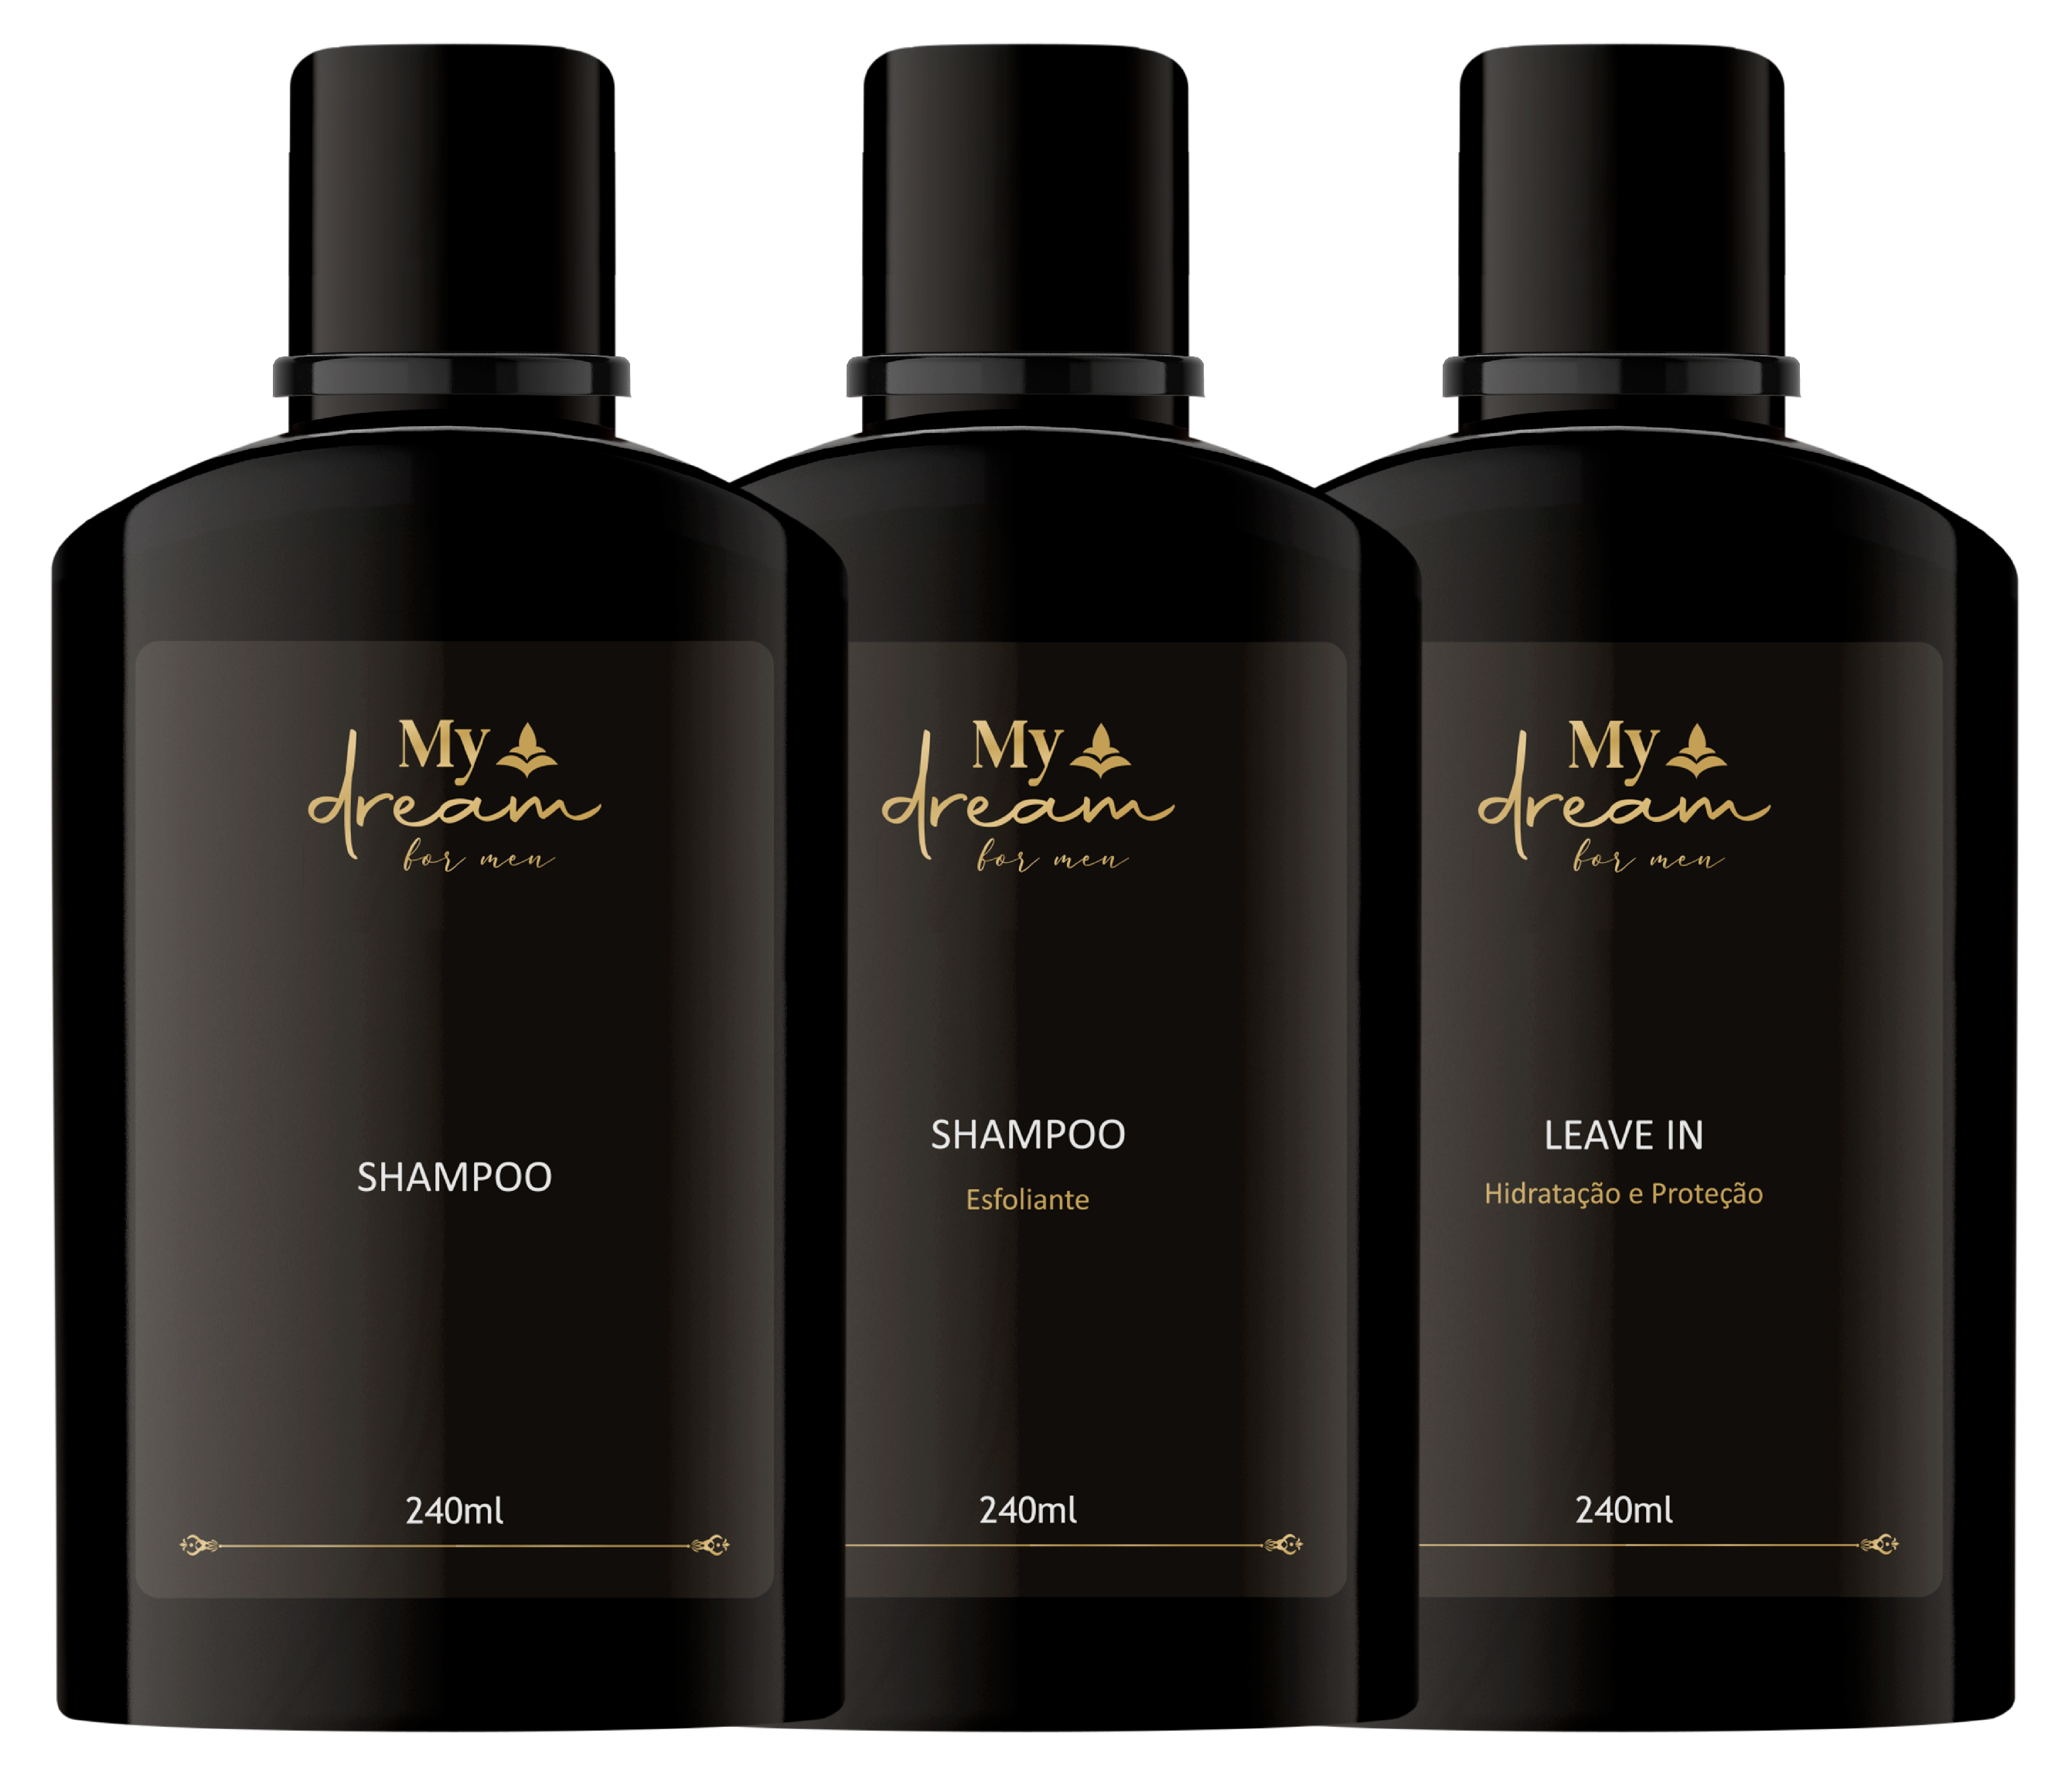 My
dream
for men
SHAMPOO
240ml
My
dream
for men
SHAMPOO
Esfoliante
240ml
My
dream
for men
LEAVE IN
Hidratação e Proteção
240ml